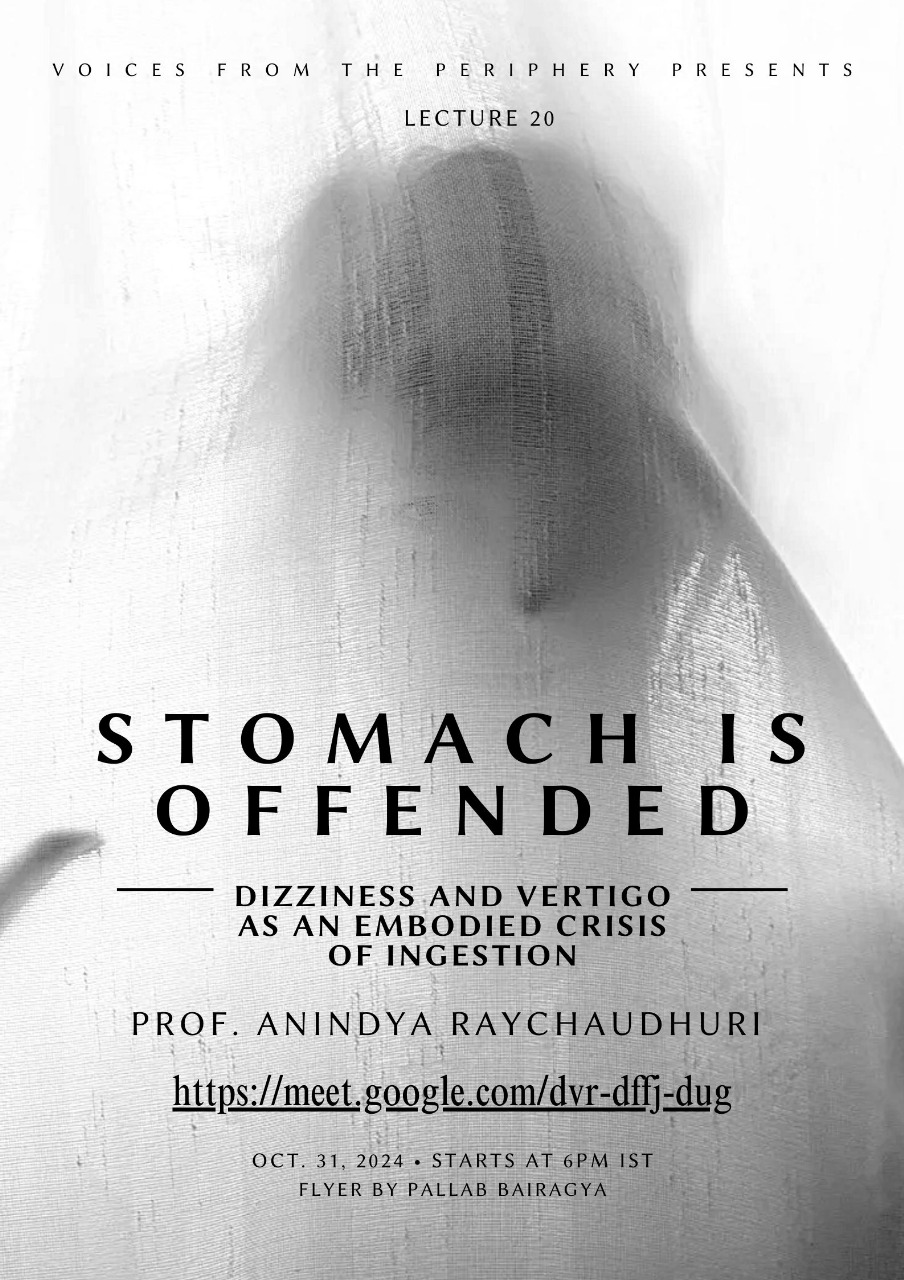 VOICES FROM THE PERIPHERY PRESENTS
LECTURE 20
STOMACH IS
OFFENDED
DIZZINESS AND VERTIGO
AS AN EMBODIED CRISIS
OF INGESTION
PROF. ANINDYA RAYCHAUDHURI
https://meet.google.com/dvr-dffj-dug
OCT. 31, 2024 • STARTS AT 6PM IST
FLYER BY PALLAB BAIRAGYA